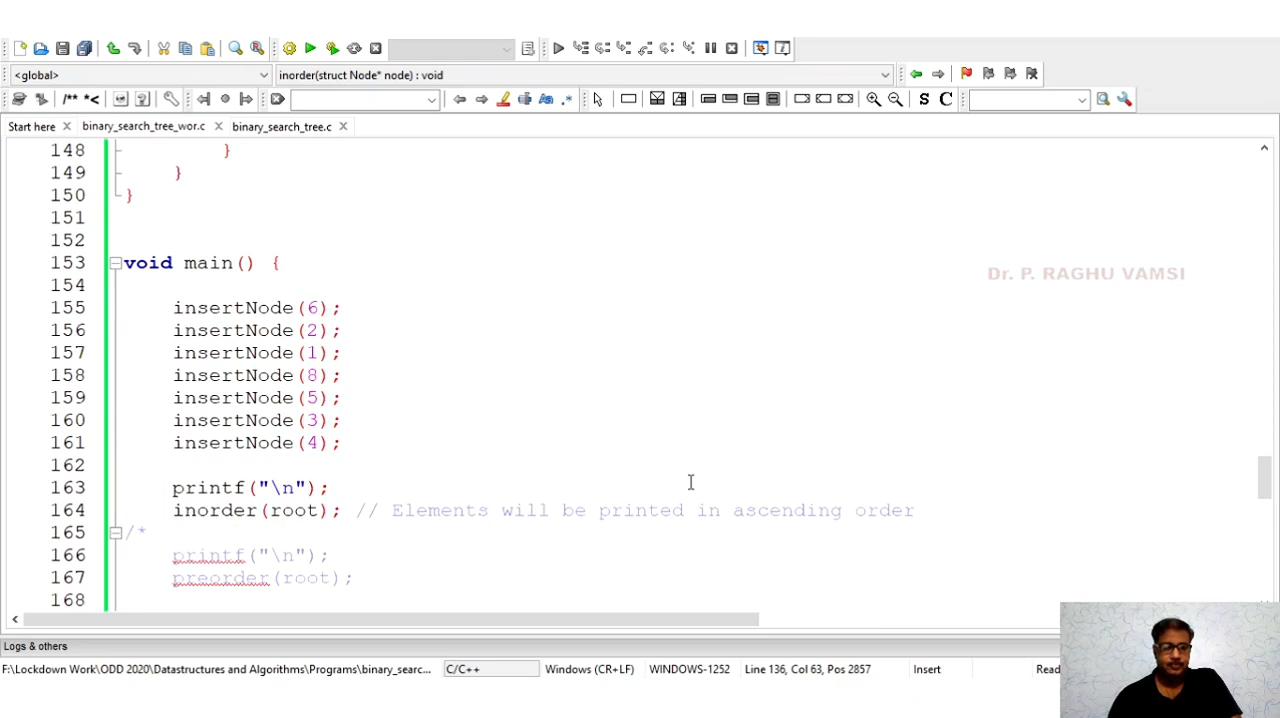 <global>
inorder(struct Node* node) : void
/** *<
.*
S C
Start here
binary_search_tree_wor.c
binary_search_tree.c
148 }
149 }
150 }
151
152
153 void main() {
154
155 insertNode(6);
156 insertNode(2);
157 insertNode(1);
158 insertNode(8);
159 insertNode(5);
160 insertNode(3);
161 insertNode(4);
162
163 printf("\n");
164 inorder(root); // Elements will be printed in ascending order
165 /*
166 printf("\n");
167 preorder(root);
168
Dr. P. RAGHU VAMSI
Logs & others
F:\Lockdown Work\ODD 2020\Datastructures and Algorithms\Programs\binary_searc...
C/C++
Windows (CR+LF)
WINDOWS-1252
Line 136, Col 63, Pos 2857
Insert
Read